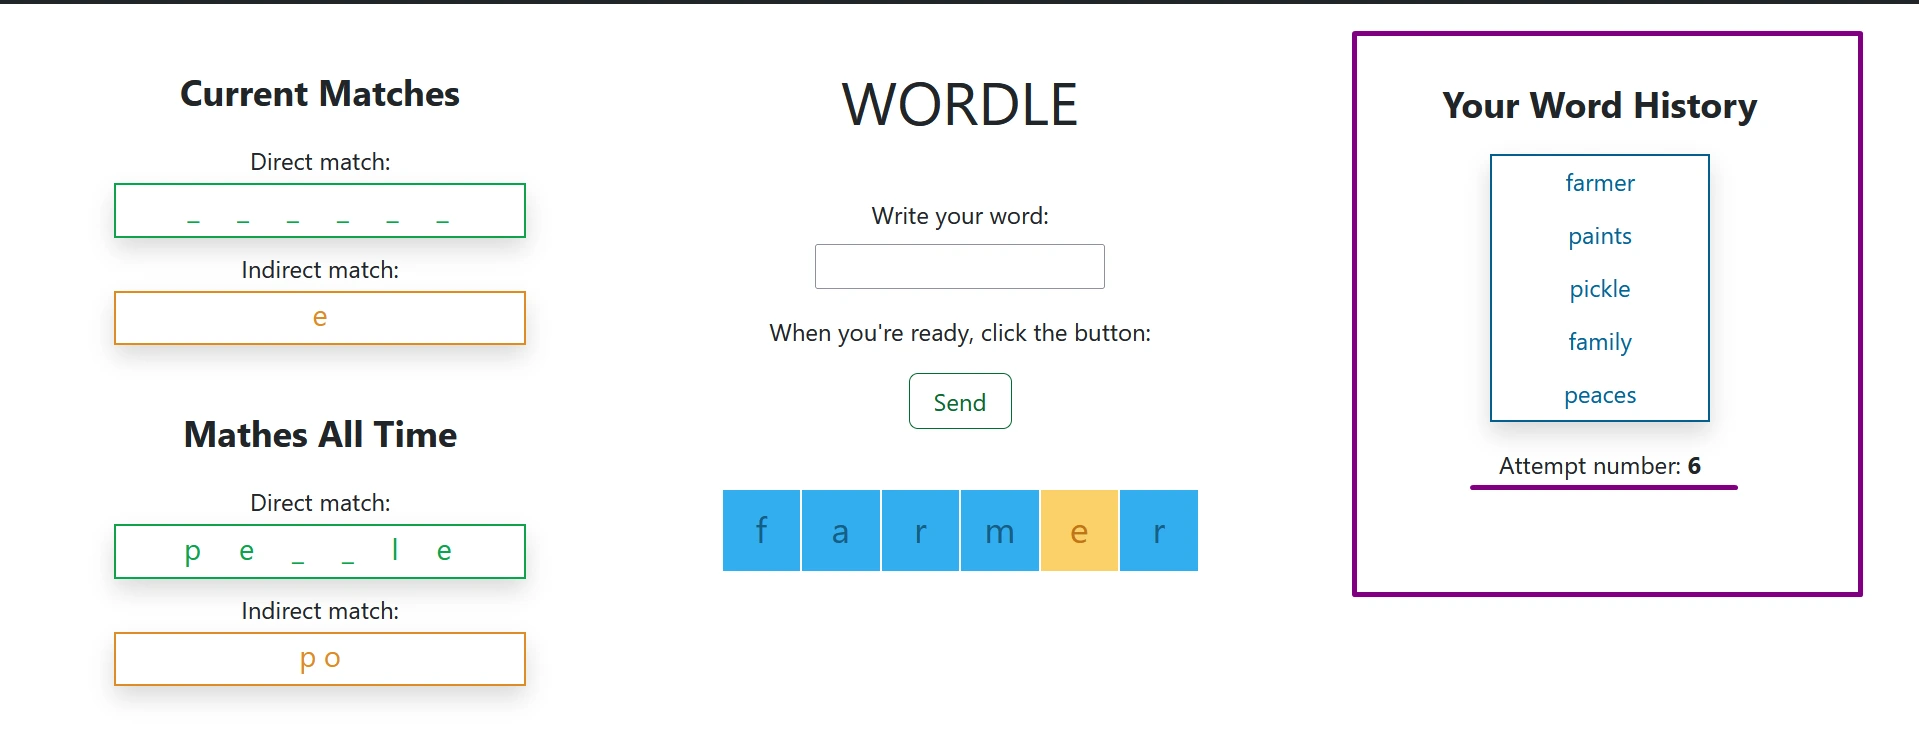 Current Matches
Direct match:
_ _ _ _ _ _
Indirect match:
e
Mathes All Time
Direct match:
p e _ _ l e
Indirect match:
p o
WORDLE
Write your word:
When you're ready, click the button:
Send
f a r m e r
Your Word History
farmer
paints
pickle
family
peaces
Attempt number: 6